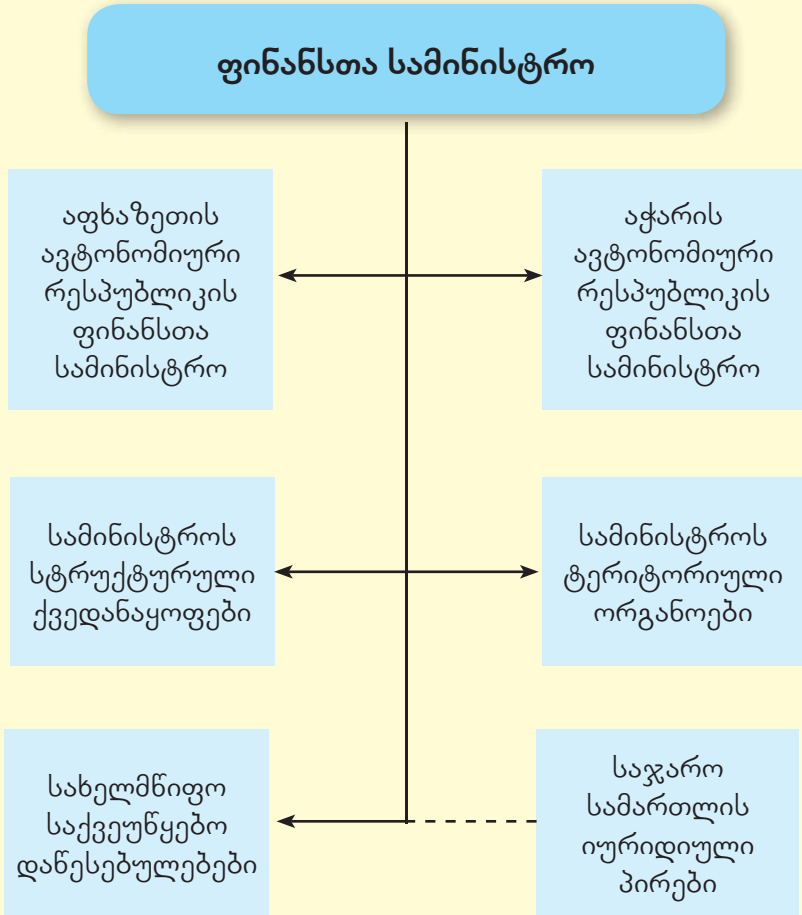 ფინანსთა სამინისტრო
აფხაზეთის
ავტონომიური
რესპუბლიკის
ფინანსთა
სამინისტრო
აჭარის
ავტონომიური
რესპუბლიკის
ფინანსთა
სამინისტრო
სამინისტროს
სტრუქტურული
ქვედანაყოფები
სამინისტროს
ტერიტორიული
ორგანოები
სახელმწიფო
საქვეუწყებო
დაწესებულებები
საჯარო
სამართლის
იურიდიული
პირები